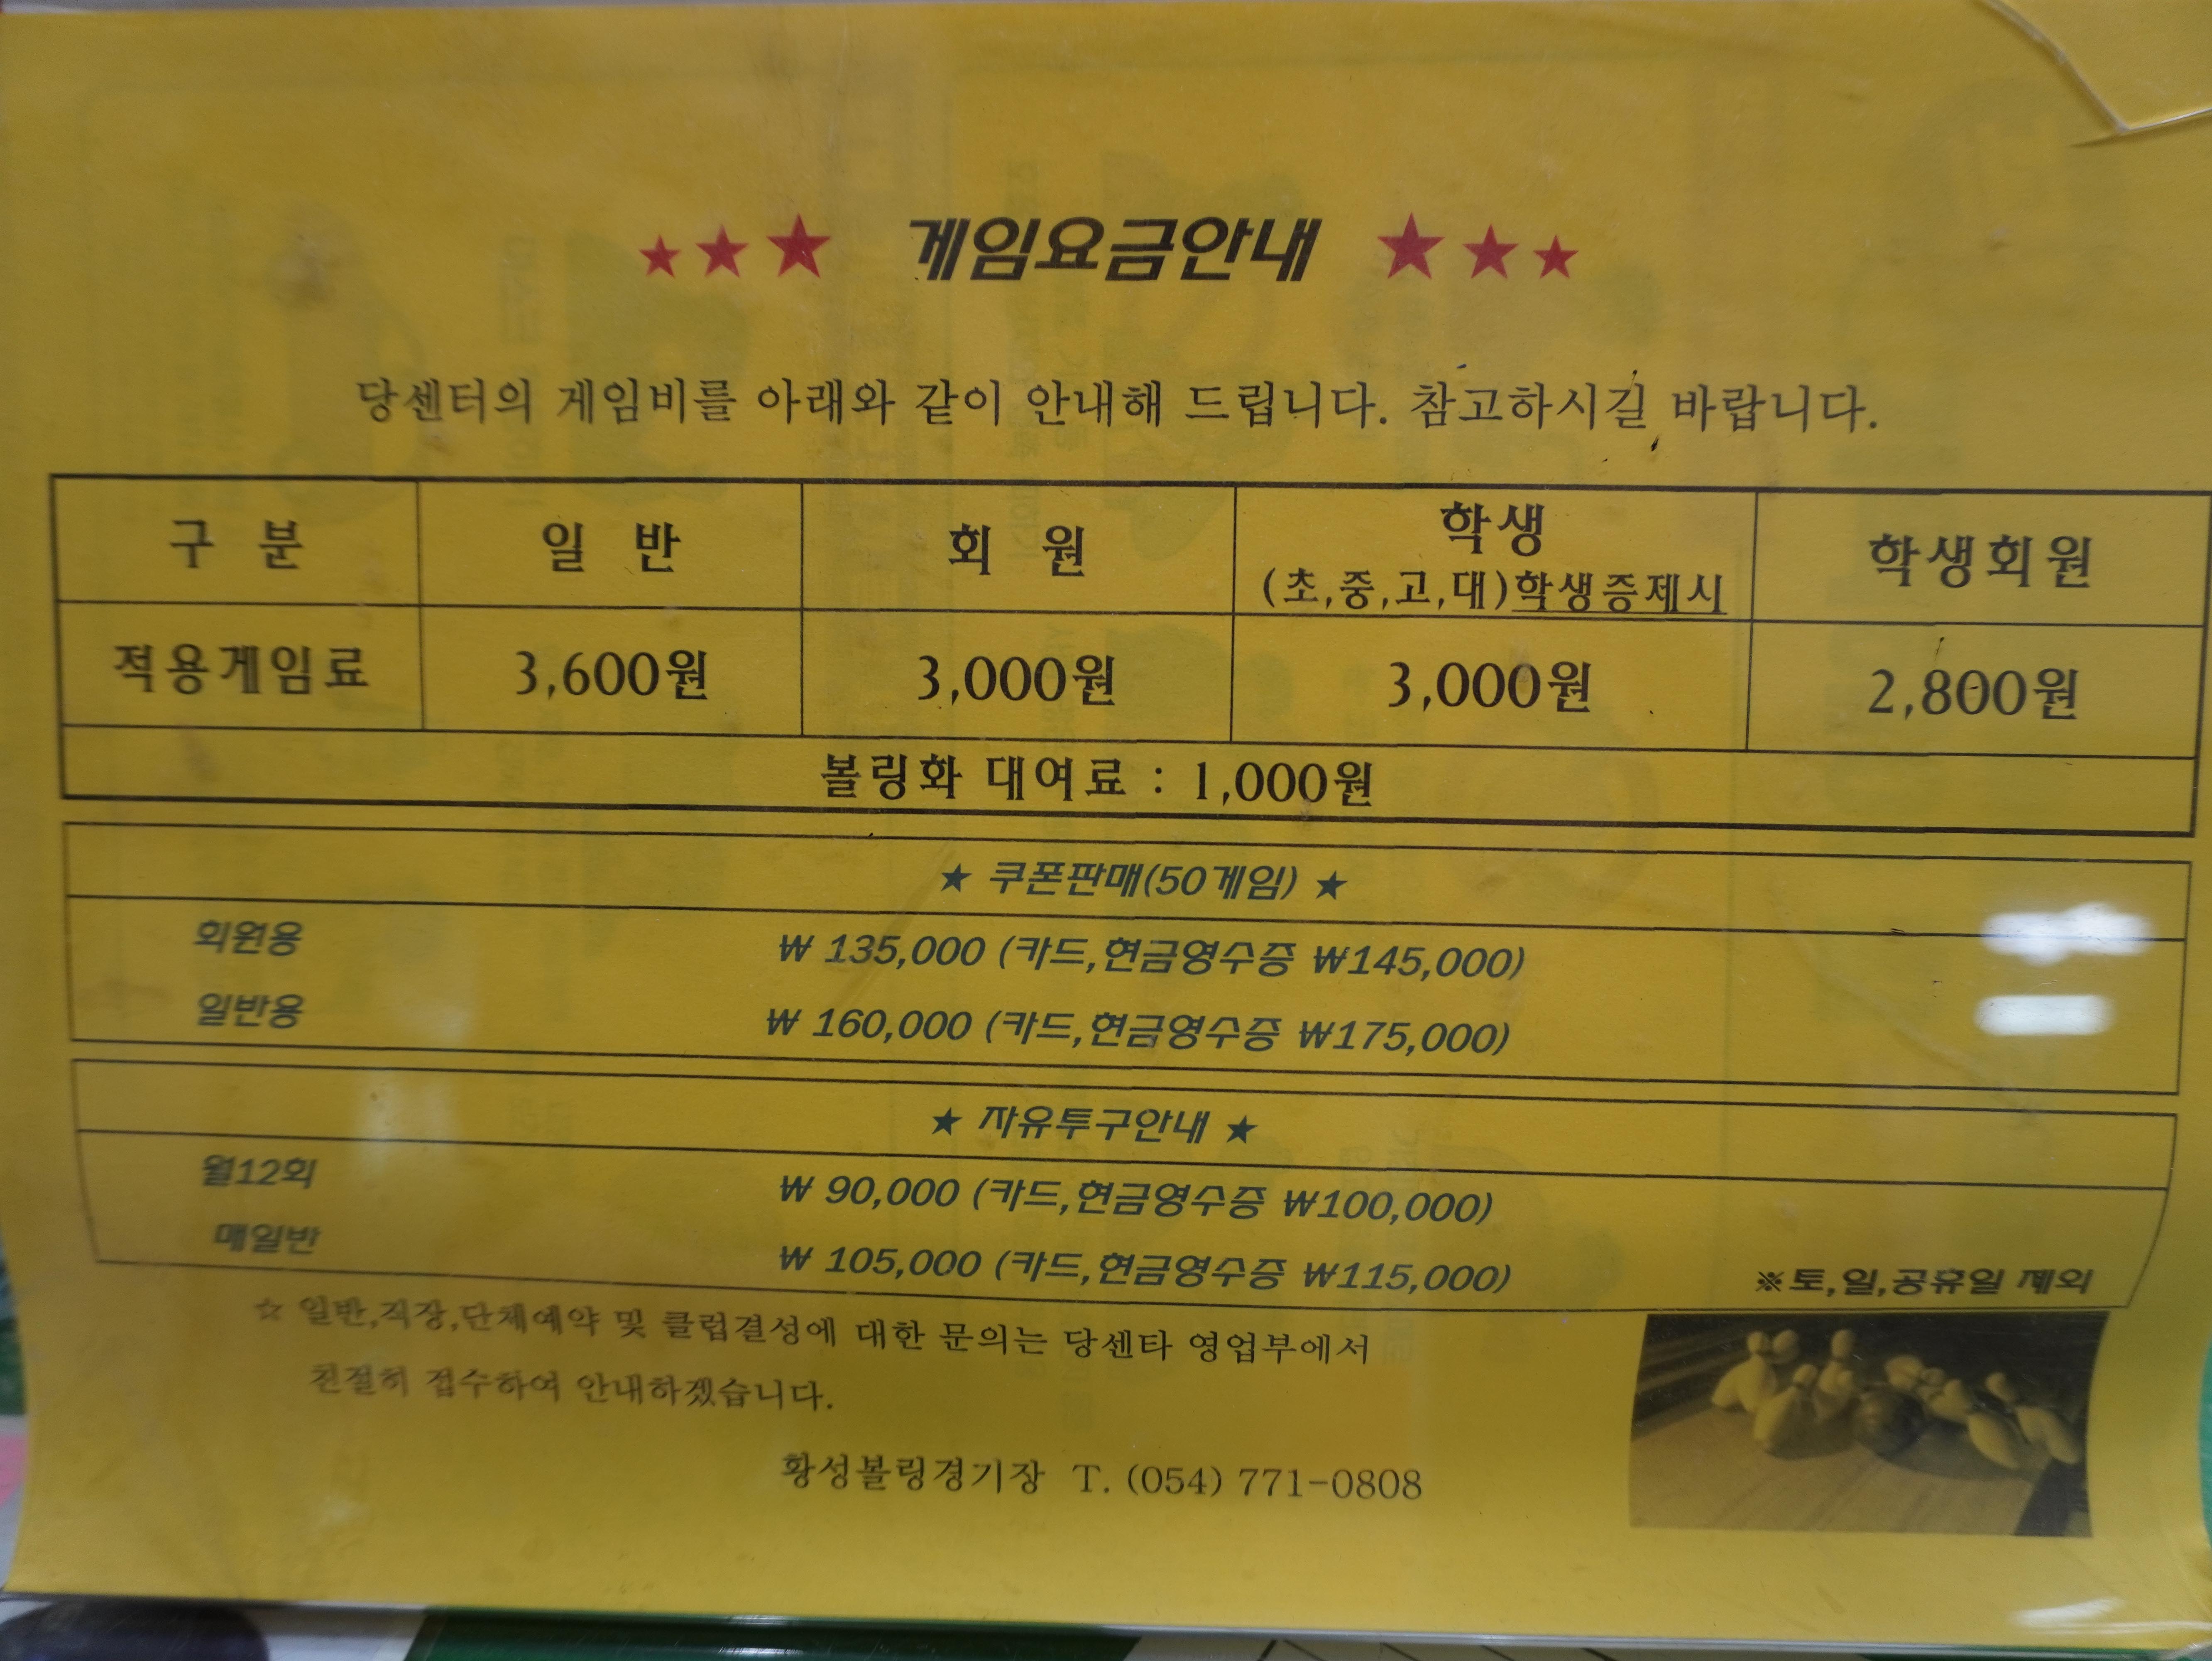 ★★★ 게임요금안내 ★★★
당센터의 게임비를 아래와 같이 안내해 드립니다. 참고하시길 바랍니다.
구 분 일 반 회 원 학생 (초,중,고,대)학생증제시 학생회원
적용게임료 3,600원 3,000원 3,000원 2,800원
볼링화 대여료 : 1,000원
★ 쿠폰판매(50게임) ★
회원용 ₩ 135,000 (카드,현금영수증 ₩145,000)
일반용 ₩ 160,000 (카드,현금영수증 ₩175,000)
★ 자유투구안내 ★
월12회 ₩ 90,000 (카드,현금영수증 ₩100,000)
매일반 ₩ 105,000 (카드,현금영수증 ₩115,000) ※토,일,공휴일 제외
☆ 일반,직장,단체예약 및 클럽결성에 대한 문의는 당센타 영업부에서
친절히 접수하여 안내하겠습니다.
황성볼링경기장 T. (054) 771-0808